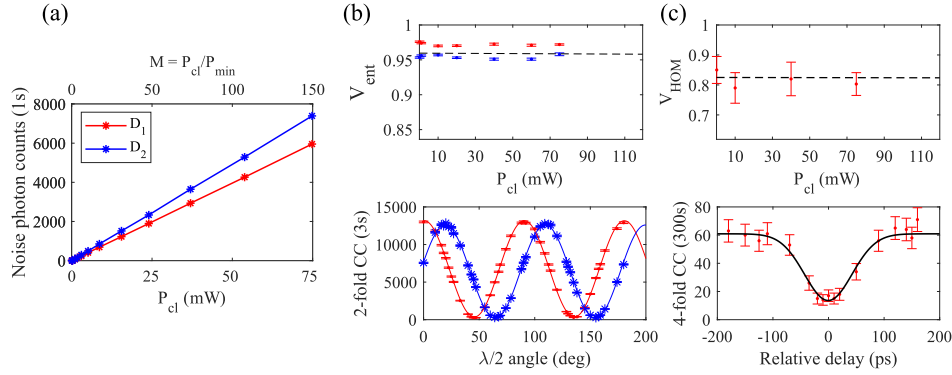 (a)
M = P_cl/P_min
0 50 100 150
8000
6000
4000
2000
0
Noise photon counts (1s)
D_1
D_2
0 25 50 75
P_cl (mW)
(b)
1
0.95
0.9
0.85
V_ent
10 30 50 70 90 110
P_cl (mW)
15000
10000
5000
0
2-fold CC (3s)
0 50 100 150 200
λ/2 angle (deg)
(c)
1
0.9
0.8
0.7
V_HOM
10 30 50 70 90 110
P_cl (mW)
80
60
40
20
0
4-fold CC (300s)
-200 -100 0 100 200
Relative delay (ps)